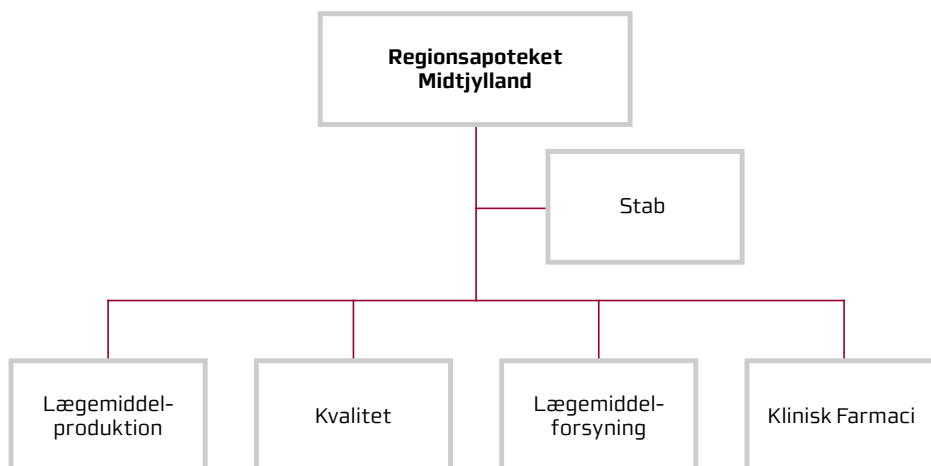 Regionsapoteket
Midtjylland
Stab
Lægemiddel-
produktion
Kvalitet
Lægemiddel-
forsyning
Klinisk Farmaci